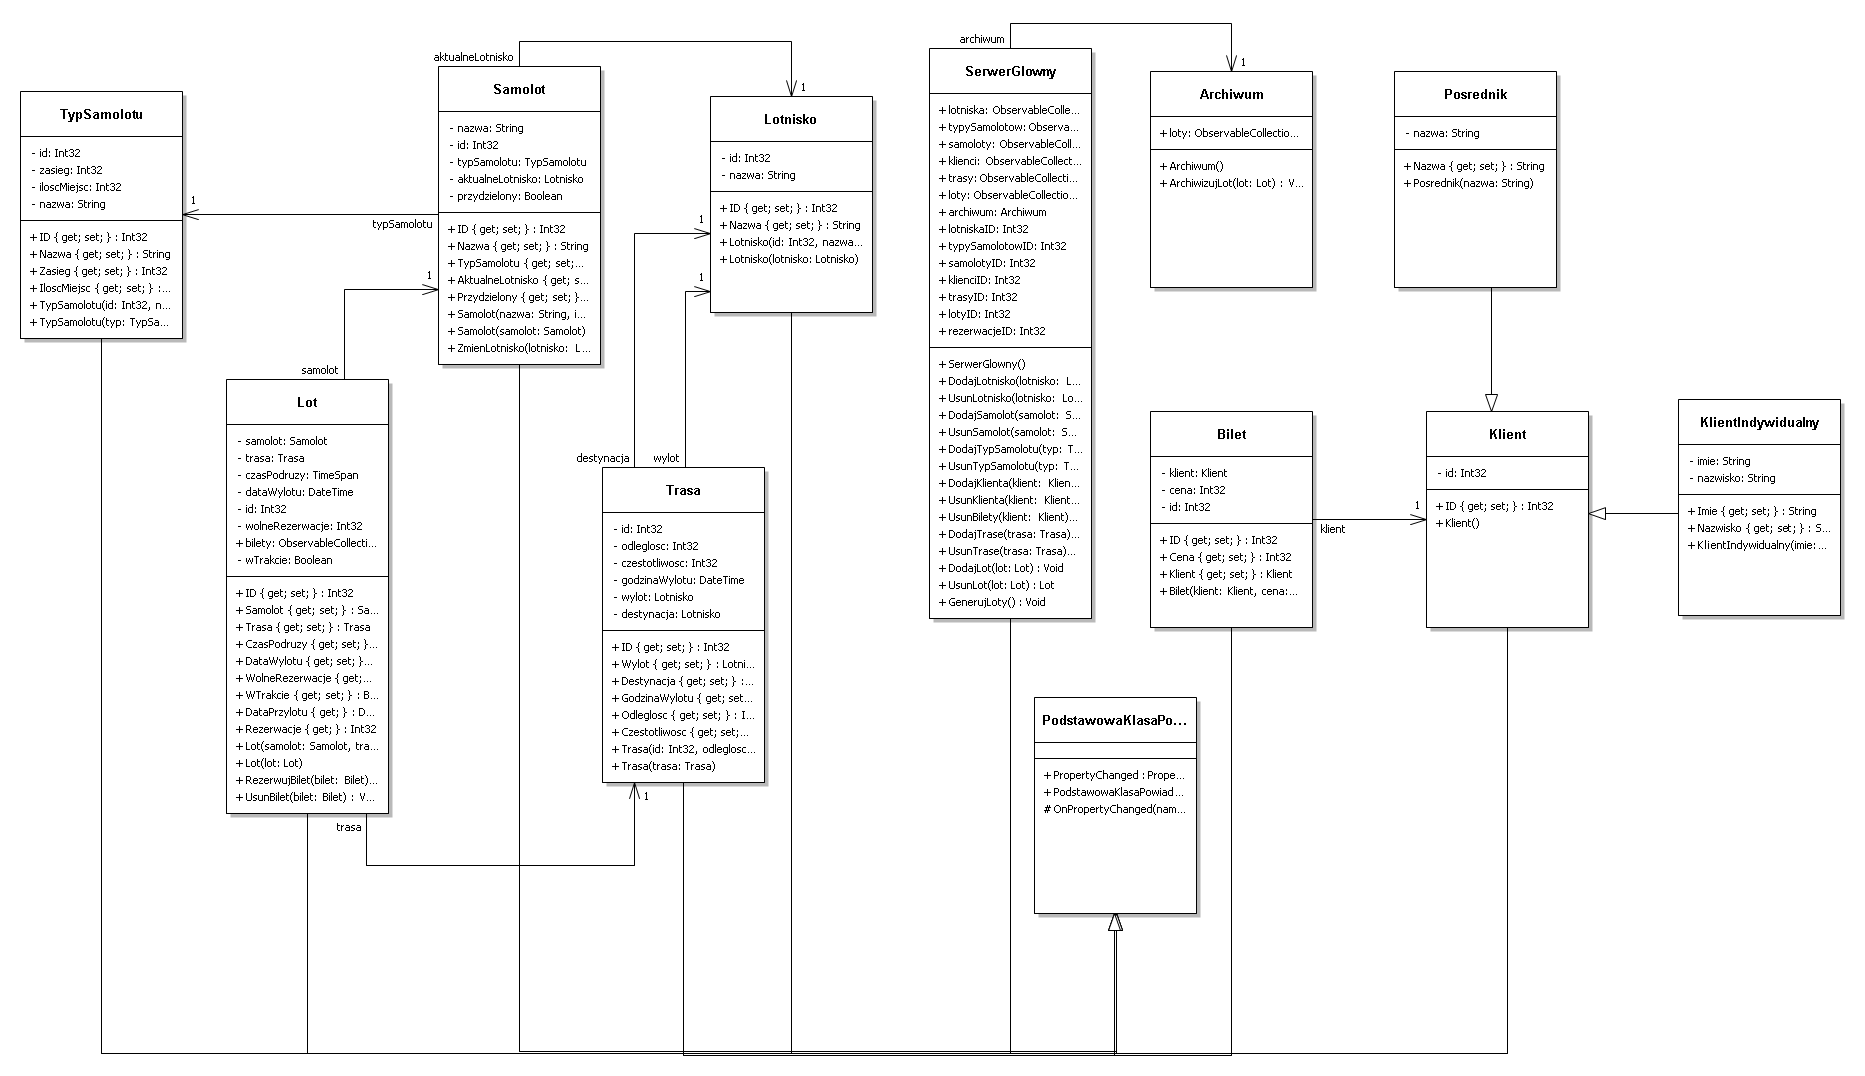 TypSamolotu
- id: Int32
- zasieg: Int32
- iloscMiejsc: Int32
- nazwa: String
+ ID { get; set; } : Int32
+ Nazwa { get; set; } : String
+ Zasieg { get; set; } : Int32
+ IloscMiejsc { get; set; } :...
+ TypSamolotu(id: Int32, n...
+ TypSamolotu(typ: TypSa...
1
typSamolotu
aktualneLotnisko
1
Samolot
- nazwa: String
- id: Int32
- typSamolotu: TypSamolotu
- aktualneLotnisko: Lotnisko
- przydzielony: Boolean
+ ID { get; set; } : Int32
+ Nazwa { get; set; } : String
+ TypSamolotu { get; set;...
+ AktualneLotnisko { get; s...
+ Przydzielony { get; set; }...
+ Samolot(nazwa: String, i...
+ Samolot(samolot: Samolot)
+ ZmienLotnisko(lotnisko: L...
1
samolot
Lot
- samolot: Samolot
- trasa: Trasa
- czasPodruzy: TimeSpan
- dataWylotu: DateTime
- id: Int32
- wolneRezerwacje: Int32
+ bilety: ObservableCollecti...
- wTrakcie: Boolean
+ ID { get; set; } : Int32
+ Samolot { get; set; } : Sa...
+ Trasa { get; set; } : Trasa
+ CzasPodruzy { get; set; }...
+ DataWylotu { get; set; }...
+ WolneRezerwacje { get;...
+ WTrakcie { get; set; } : B...
+ DataPrzylotu { get; } : D...
+ Rezerwacje { get; } : Int32
+ Lot(samolot: Samolot, tra...
+ Lot(lot: Lot)
+ RezerwujBilet(bilet: Bilet)...
+ UsunBilet(bilet: Bilet) : V...
trasa
1
Lotnisko
- id: Int32
- nazwa: String
+ ID { get; set; } : Int32
+ Nazwa { get; set; } : String
+ Lotnisko(id: Int32, nazwa...
+ Lotnisko(lotnisko: Lotnisko)
1
1
destynacja
wylot
Trasa
- id: Int32
- odleglosc: Int32
- czestotliwosc: Int32
- godzinaWylotu: DateTime
- wylot: Lotnisko
- destynacja: Lotnisko
+ ID { get; set; } : Int32
+ Wylot { get; set; } : Lotni...
+ Destynacja { get; set; } :...
+ GodzinaWylotu { get; set...
+ Odleglosc { get; set; } : I...
+ Czestotliwosc { get; set;...
+ Trasa(id: Int32, odleglosc...
+ Trasa(trasa: Trasa)
archiwum
1
SerwerGlowny
+ lotniska: ObservableColle...
+ typySamolotow: Observa...
+ samoloty: ObservableColl...
+ klienci: ObservableCollect...
+ trasy: ObservableCollecti...
+ loty: ObservableCollectio...
+ archiwum: Archiwum
+ lotniskaID: Int32
+ typySamolotowID: Int32
+ samolotyID: Int32
+ klienciID: Int32
+ trasyID: Int32
+ lotyID: Int32
+ rezerwacjeID: Int32
+ SerwerGlowny()
+ DodajLotnisko(lotnisko: L...
+ UsunLotnisko(lotnisko: Lo...
+ DodajSamolot(samolot: S...
+ UsunSamolot(samolot: S...
+ DodajTypSamolotu(typ: T...
+ UsunTypSamolotu(typ: T...
+ DodajKlienta(klient: Klien...
+ UsunKlienta(klient: Klient...
+ UsunBilety(klient: Klient)...
+ DodajTrase(trasa: Trasa)...
+ UsunTrase(trasa: Trasa)...
+ DodajLot(lot: Lot) : Void
+ UsunLot(lot: Lot) : Lot
+ GenerujLoty() : Void
Archiwum
+ loty: ObservableCollectio...
+ Archiwum()
+ ArchiwizujLot(lot: Lot) : V...
Posrednik
- nazwa: String
+ Nazwa { get; set; } : String
+ Posrednik(nazwa: String)
Bilet
- klient: Klient
- cena: Int32
- id: Int32
+ ID { get; set; } : Int32
+ Cena { get; set; } : Int32
+ Klient { get; set; } : Klient
+ Bilet(klient: Klient, cena:...
klient
1
Klient
- id: Int32
+ ID { get; set; } : Int32
+ Klient()
KlientIndywidualny
- imie: String
- nazwisko: String
+ Imie { get; set; } : String
+ Nazwisko { get; set; } : S...
+ KlientIndywidualny(imie:...
PodstawowaKlasaPo...
+ PropertyChanged : Prope...
+ PodstawowaKlasaPowiad...
# OnPropertyChanged(nam...